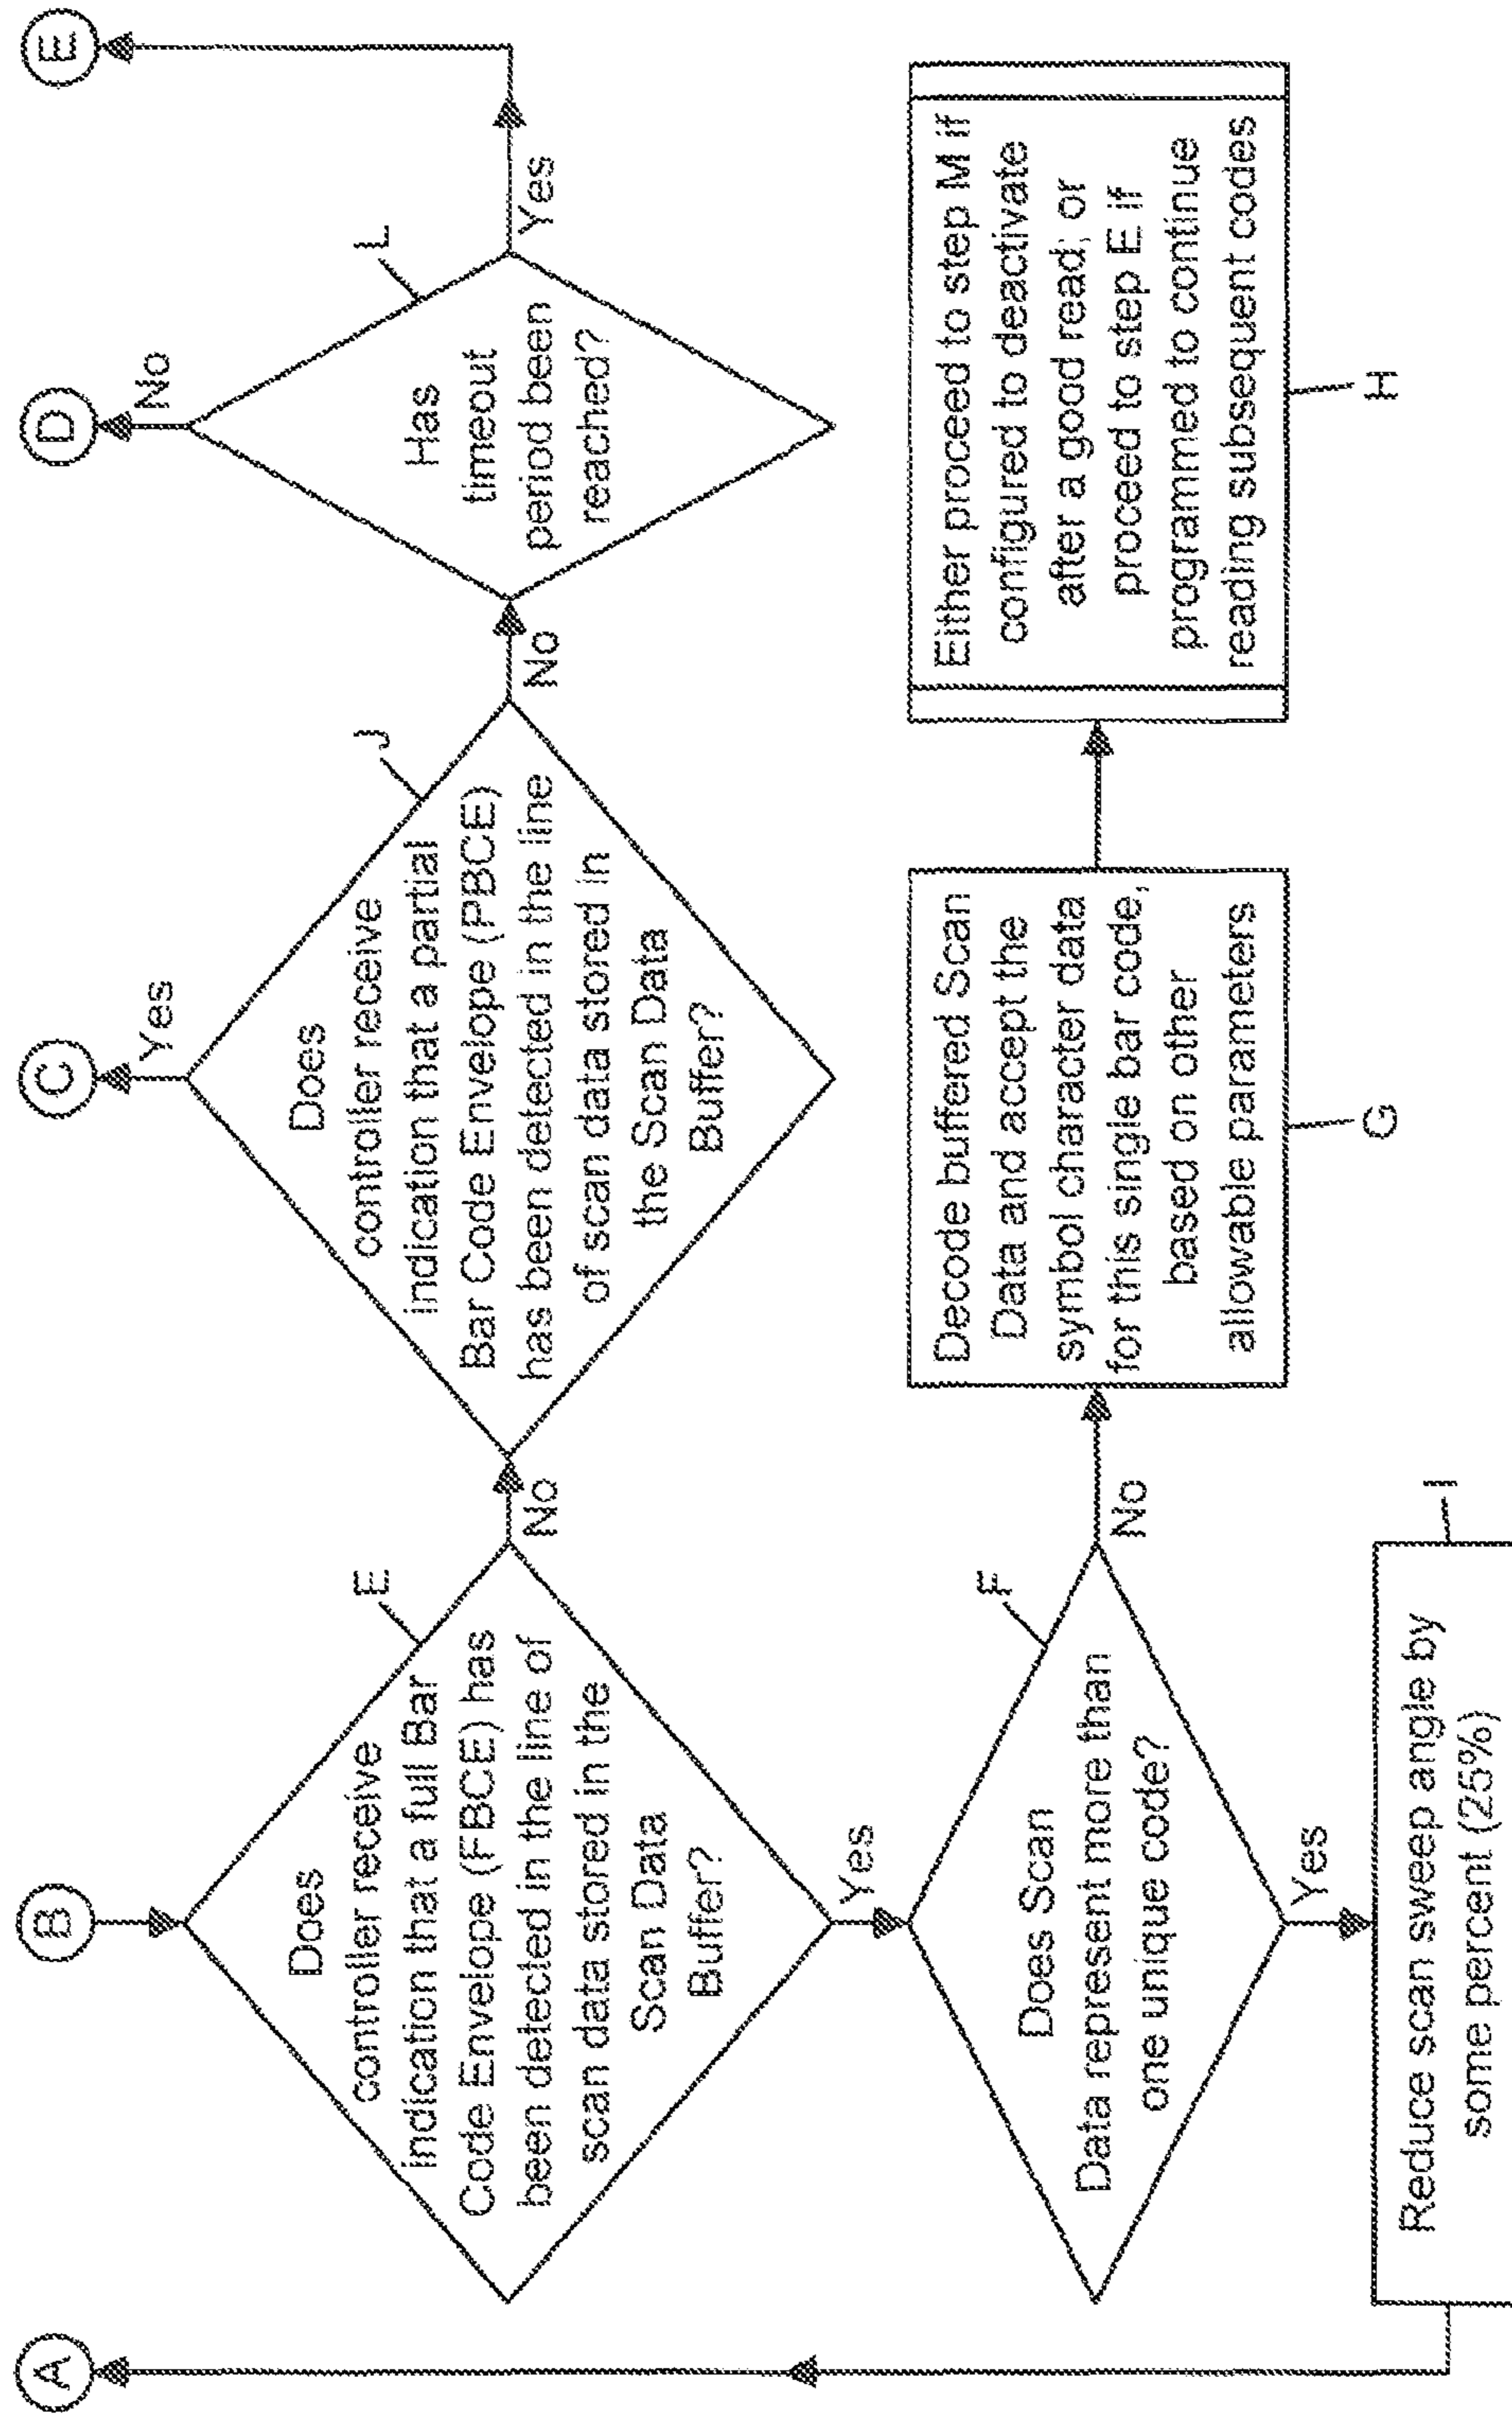 A
B
C
D
E
Does
controller receive
indication that a full Bar
Code Envelope (FBCE) has
been detected in the line of
scan data stored in the
Scan Data
Buffer?
E
No
Yes
Does
controller receive
indication that a partial
Bar Code Envelope (PBCE)
has been detected in the line
of scan data stored in
the Scan Data
Buffer?
J
Yes
No
Has
timeout
period been
reached?
L
No
Yes
Does Scan
Data represent more than
one unique code?
F
No
Yes
Decode buffered Scan
Data and accept the
symbol character data
for this single bar code,
based on other
allowable parameters
G
Either proceed to step M if
configured to deactivate
after a good read; or
proceed to step E if
programmed to continue
reading subsequent codes
H
Reduce scan sweep angle by
some percent (25%)
I